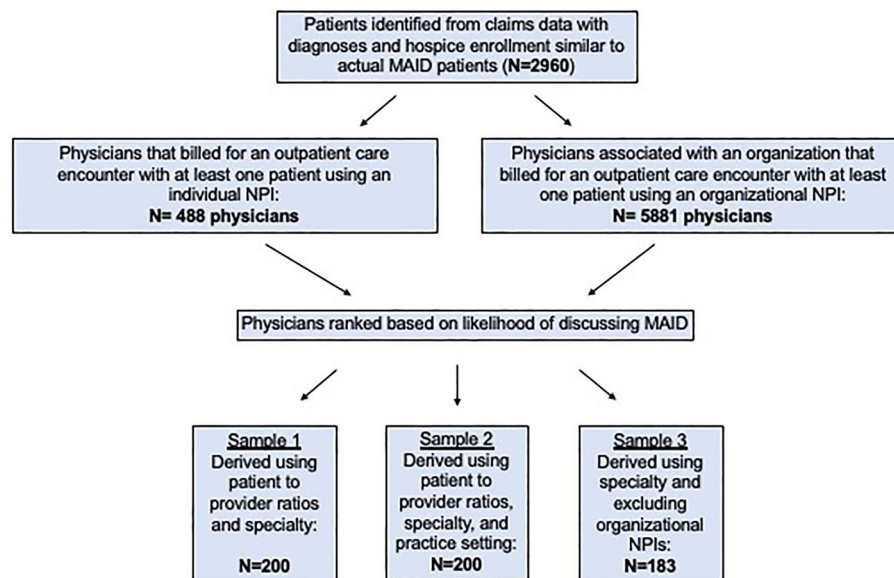 Patients identified from claims data with
diagnoses and hospice enrollment similar to
actual MAID patients (N=2960)
Physicians that billed for an outpatient care
encounter with at least one patient using an
individual NPI:
N= 488 physicians
Physicians associated with an organization that
billed for an outpatient care encounter with at least
one patient using an organizational NPI:
N= 5881 physicians
Physicians ranked based on likelihood of discussing MAID
Sample 1
Derived using
patient to
provider ratios
and specialty:
N=200
Sample 2
Derived using
patient to
provider ratios,
specialty, and
practice setting:
N=200
Sample 3
Derived using
specialty and
excluding
organizational
NPIs:
N=183